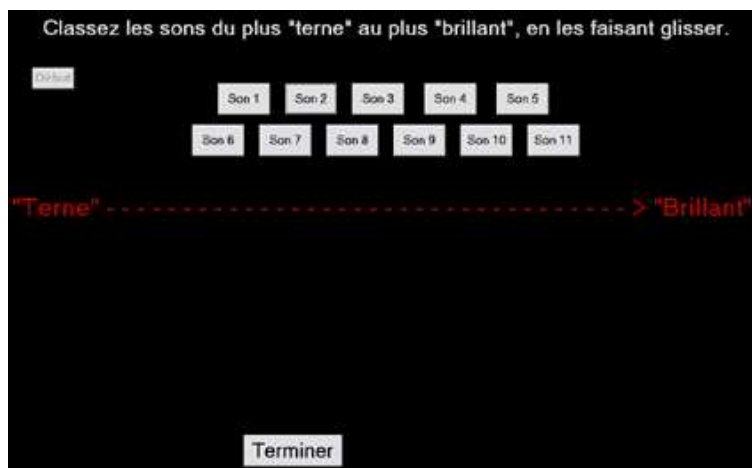 Classez les sons du plus "terne" au plus "brillant", en les faisant glisser.
Début
Son 1 Son 2 Son 3 Son 4 Son 5
Son 6 Son 7 Son 8 Son 9 Son 10 Son 11
"Terne" - - - - - - - - - - - - - - - - - - - - - - - - - - - > "Brillant"
Terminer